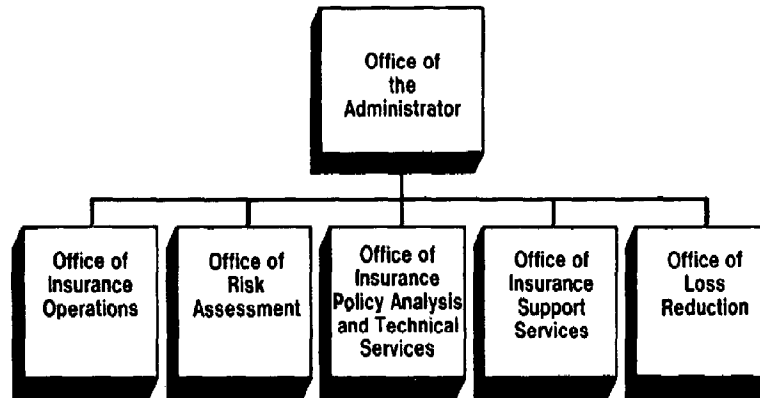 Office of
the
Administrator
Office of
Insurance
Operations
Office of
Risk
Assessment
Office of
Insurance
Policy Analysis
and Technical
Services
Office of
Insurance
Support
Services
Office of
Loss
Reduction